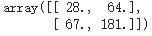 array([[ 28., 64.],
[ 67., 181.]])